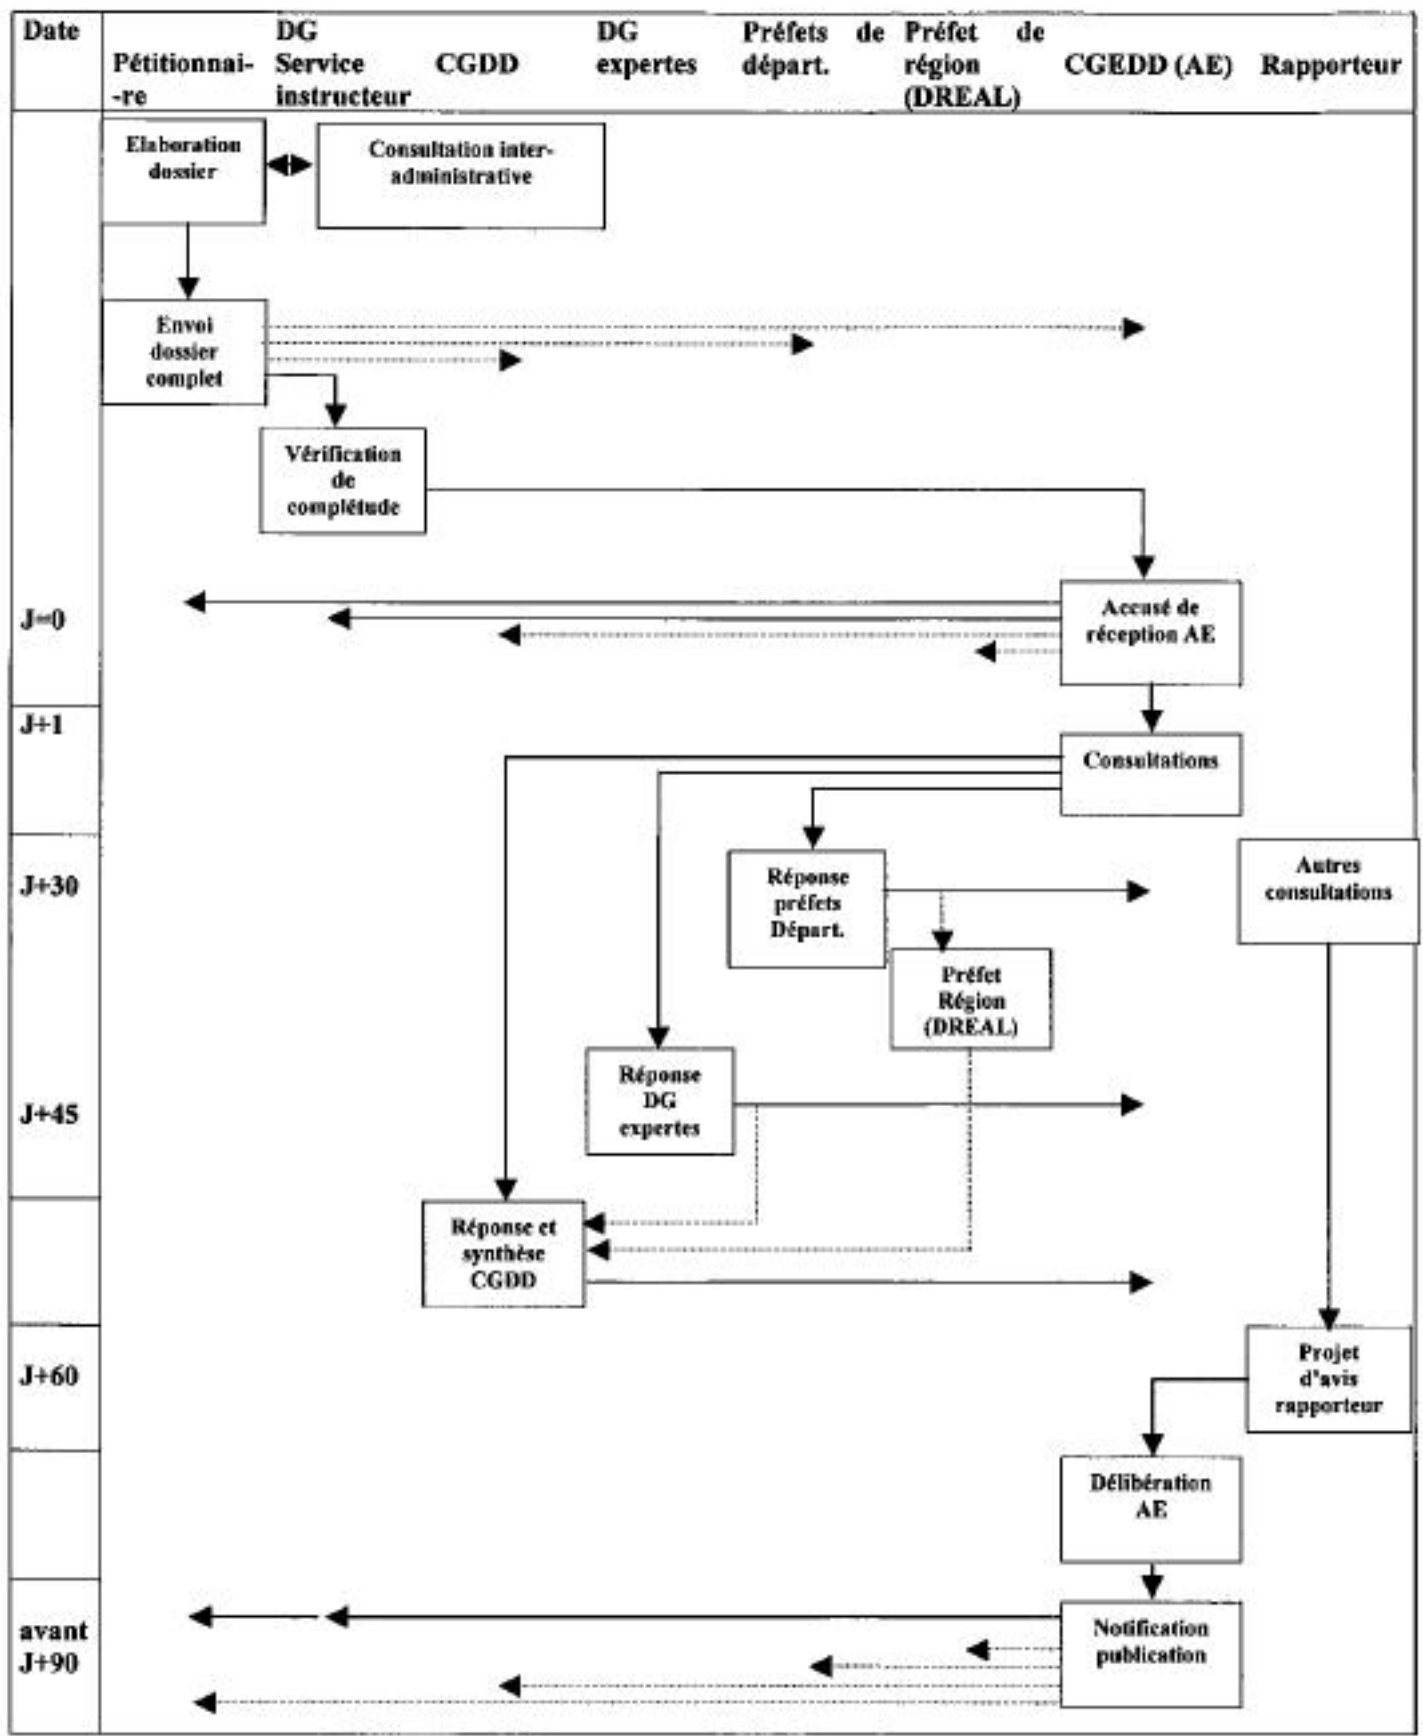 Date
Pétitionnai-
-re
DG
Service
instructeur
CGDD
DG
expertes
Préfets de
départ.
Préfet de
région
(DREAL)
CGEDD (AE)
Rapporteur
Elaboration
dossier
Consultation inter-
administrative
Envoi
dossier
complet
Vérification
de
complétude
J=0
Accusé de
réception AE
J+1
Consultations
J+30
Réponse
préfets
Départ.
Autres
consultations
Préfet
Région
(DREAL)
J+45
Réponse
DG
expertes
Réponse et
synthèse
CGDD
J+60
Projet
d'avis
rapporteur
Délibération
AE
avant
J+90
Notification
publication